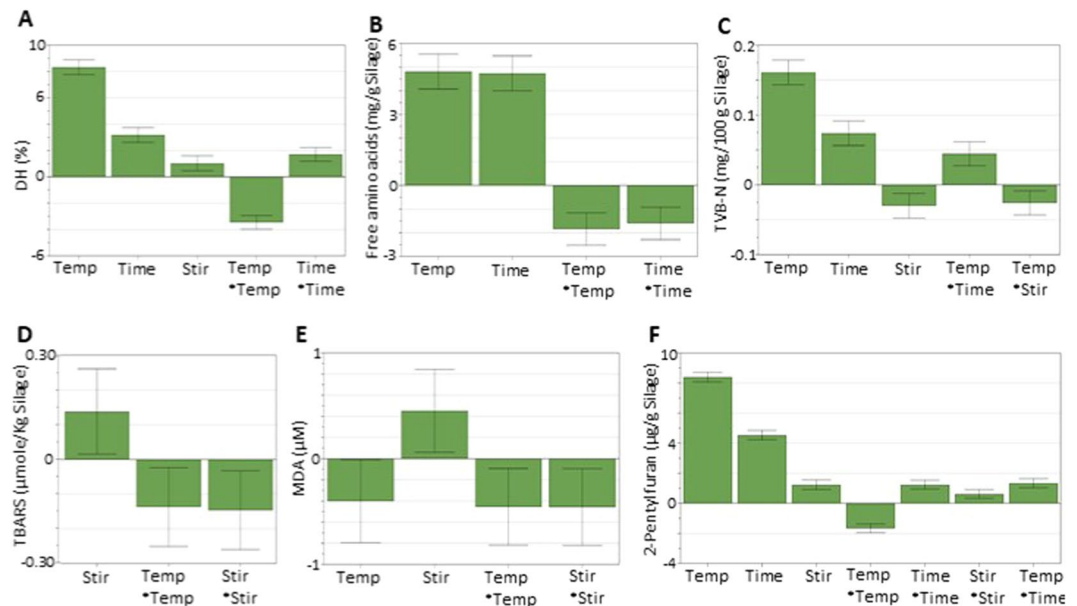 A
DH (%)
10
6
0
-6
Temp
Time
Stir
Temp
*Temp
Time
*Time
B
Free amino acids (mg/g Silage)
6
3
0
-3
Temp
Time
Temp
*Temp
Time
*Time
C
TVB-N (mg/100 g Silage)
0.2
0.1
0
-0.1
Temp
Time
Stir
Temp
*Time
Temp
*Stir
D
TBARS (µmole/Kg Silage)
0.30
0
-0.30
Stir
Temp
*Temp
Stir
*Stir
E
MDA (µM)
1
0
-1
Temp
Stir
Temp
*Temp
Stir
*Stir
F
2-Pentylfuran (µg/g Silage)
10
4
0
-4
Temp
Time
Stir
Temp
*Temp
Time
*Time
Stir
*Stir
Temp
*Time